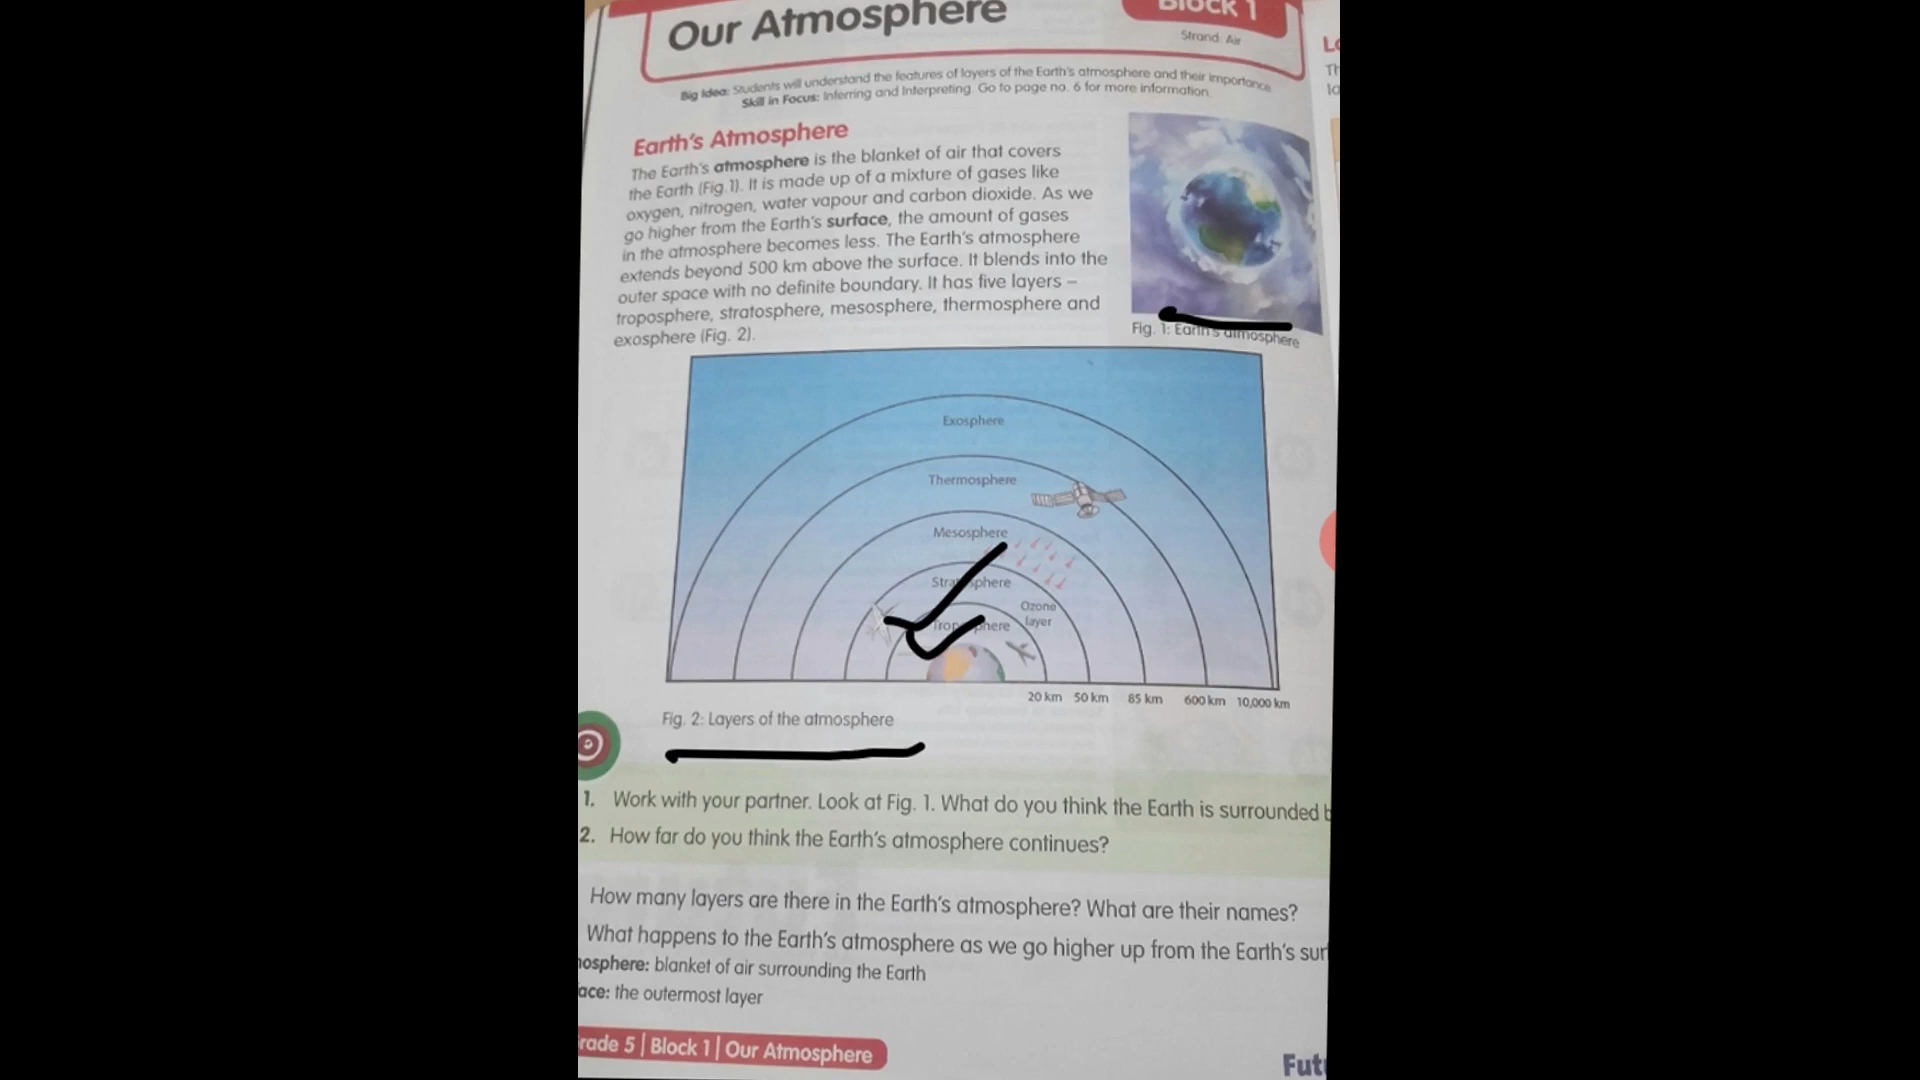 Our Atmosphere
Block 1
Strand: Air
Big Idea: Students will understand the features of layers of the Earth's atmosphere and their importance
Skill in Focus: Inferring and Interpreting. Go to page no. 6 for more information.
Earth's Atmosphere
The Earth's atmosphere is the blanket of air that covers
the Earth (Fig.1). It is made up of a mixture of gases like
oxygen, nitrogen, water vapour and carbon dioxide. As we
go higher from the Earth's surface, the amount of gases
in the atmosphere becomes less. The Earth's atmosphere
extends beyond 500 km above the surface. It blends into the
outer space with no definite boundary. It has five layers –
troposphere, stratosphere, mesosphere, thermosphere and
exosphere (Fig. 2).
Fig. 1: Earth's atmosphere
Exosphere
Thermosphere
Mesosphere
Stratosphere
Ozone
layer
Troposphere
20 km 50 km 85 km 600 km 10,000 km
Fig. 2: Layers of the atmosphere
1. Work with your partner. Look at Fig. 1. What do you think the Earth is surrounded
2. How far do you think the Earth's atmosphere continues?
How many layers are there in the Earth's atmosphere? What are their names?
What happens to the Earth's atmosphere as we go higher up from the Earth's sur
osphere: blanket of air surrounding the Earth
ace: the outermost layer
rade 5 | Block 1 | Our Atmosphere
Fut